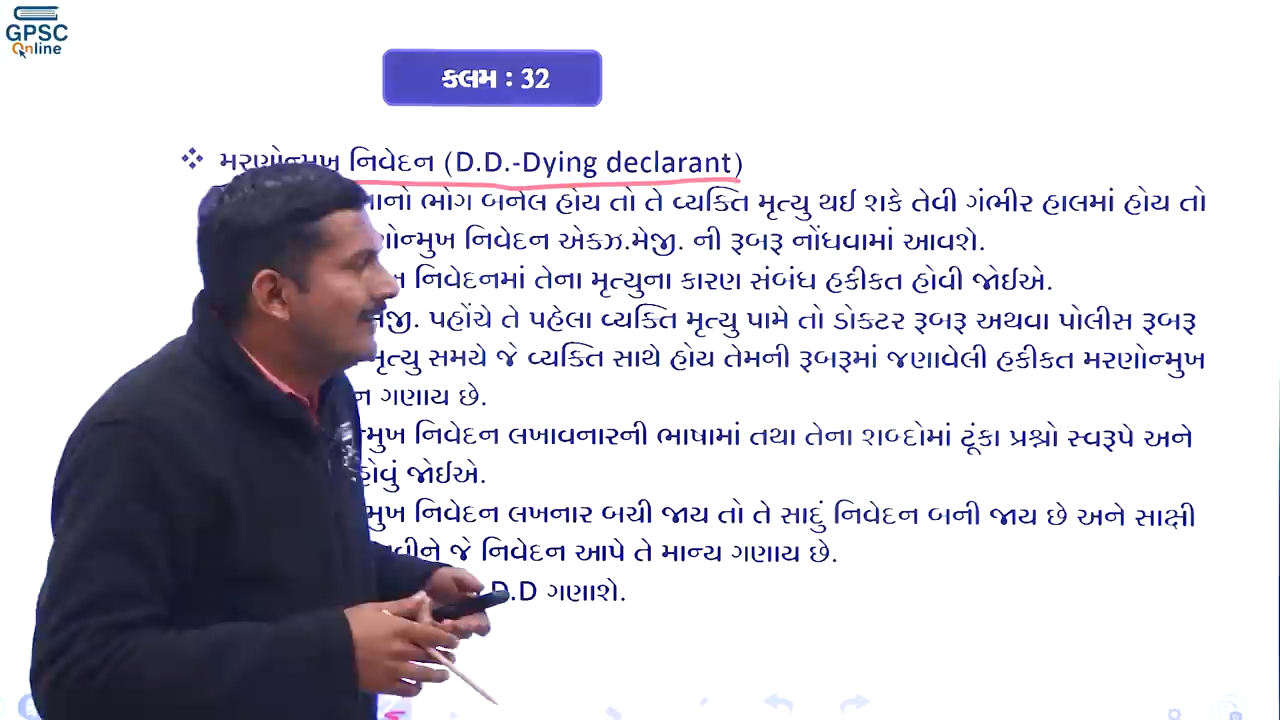 GPSC
Online
કલમ : 32
મરણોન્મુખ નિવેદન (D.D.-Dying declarant)
ભોગ બનેલ હોય તો તે વ્યક્તિ મૃત્યુ થઈ શકે તેવી ગંભીર હાલમાં હોય તો
નિવેદન એક્ઝ.મેજી. ની રૂબરૂ નોંધવામાં આવશે.
નિવેદનમાં તેના મૃત્યુના કારણ સંબંધ હકીકત હોવી જોઈએ.
પહોંચે તે પહેલા વ્યક્તિ મૃત્યુ પામે તો ડોકટર રૂબરૂ અથવા પોલીસ રૂબરૂ
મૃત્યુ સમયે જે વ્યક્તિ સાથે હોય તેમની રૂબરૂમાં જણાવેલી હકીકત મરણોન્મુખ
ગણાય છે.
નિવેદન લખાવનારની ભાષામાં તથા તેના શબ્દોમાં ટૂંકા પ્રશ્નો સ્વરૂપે અને
હોવું જોઈએ.
નિવેદન લખનાર બચી જાય તો તે સાદું નિવેદન બની જાય છે અને સાક્ષી
જે નિવેદન આપે તે માન્ય ગણાય છે.
D.D ગણાશે.